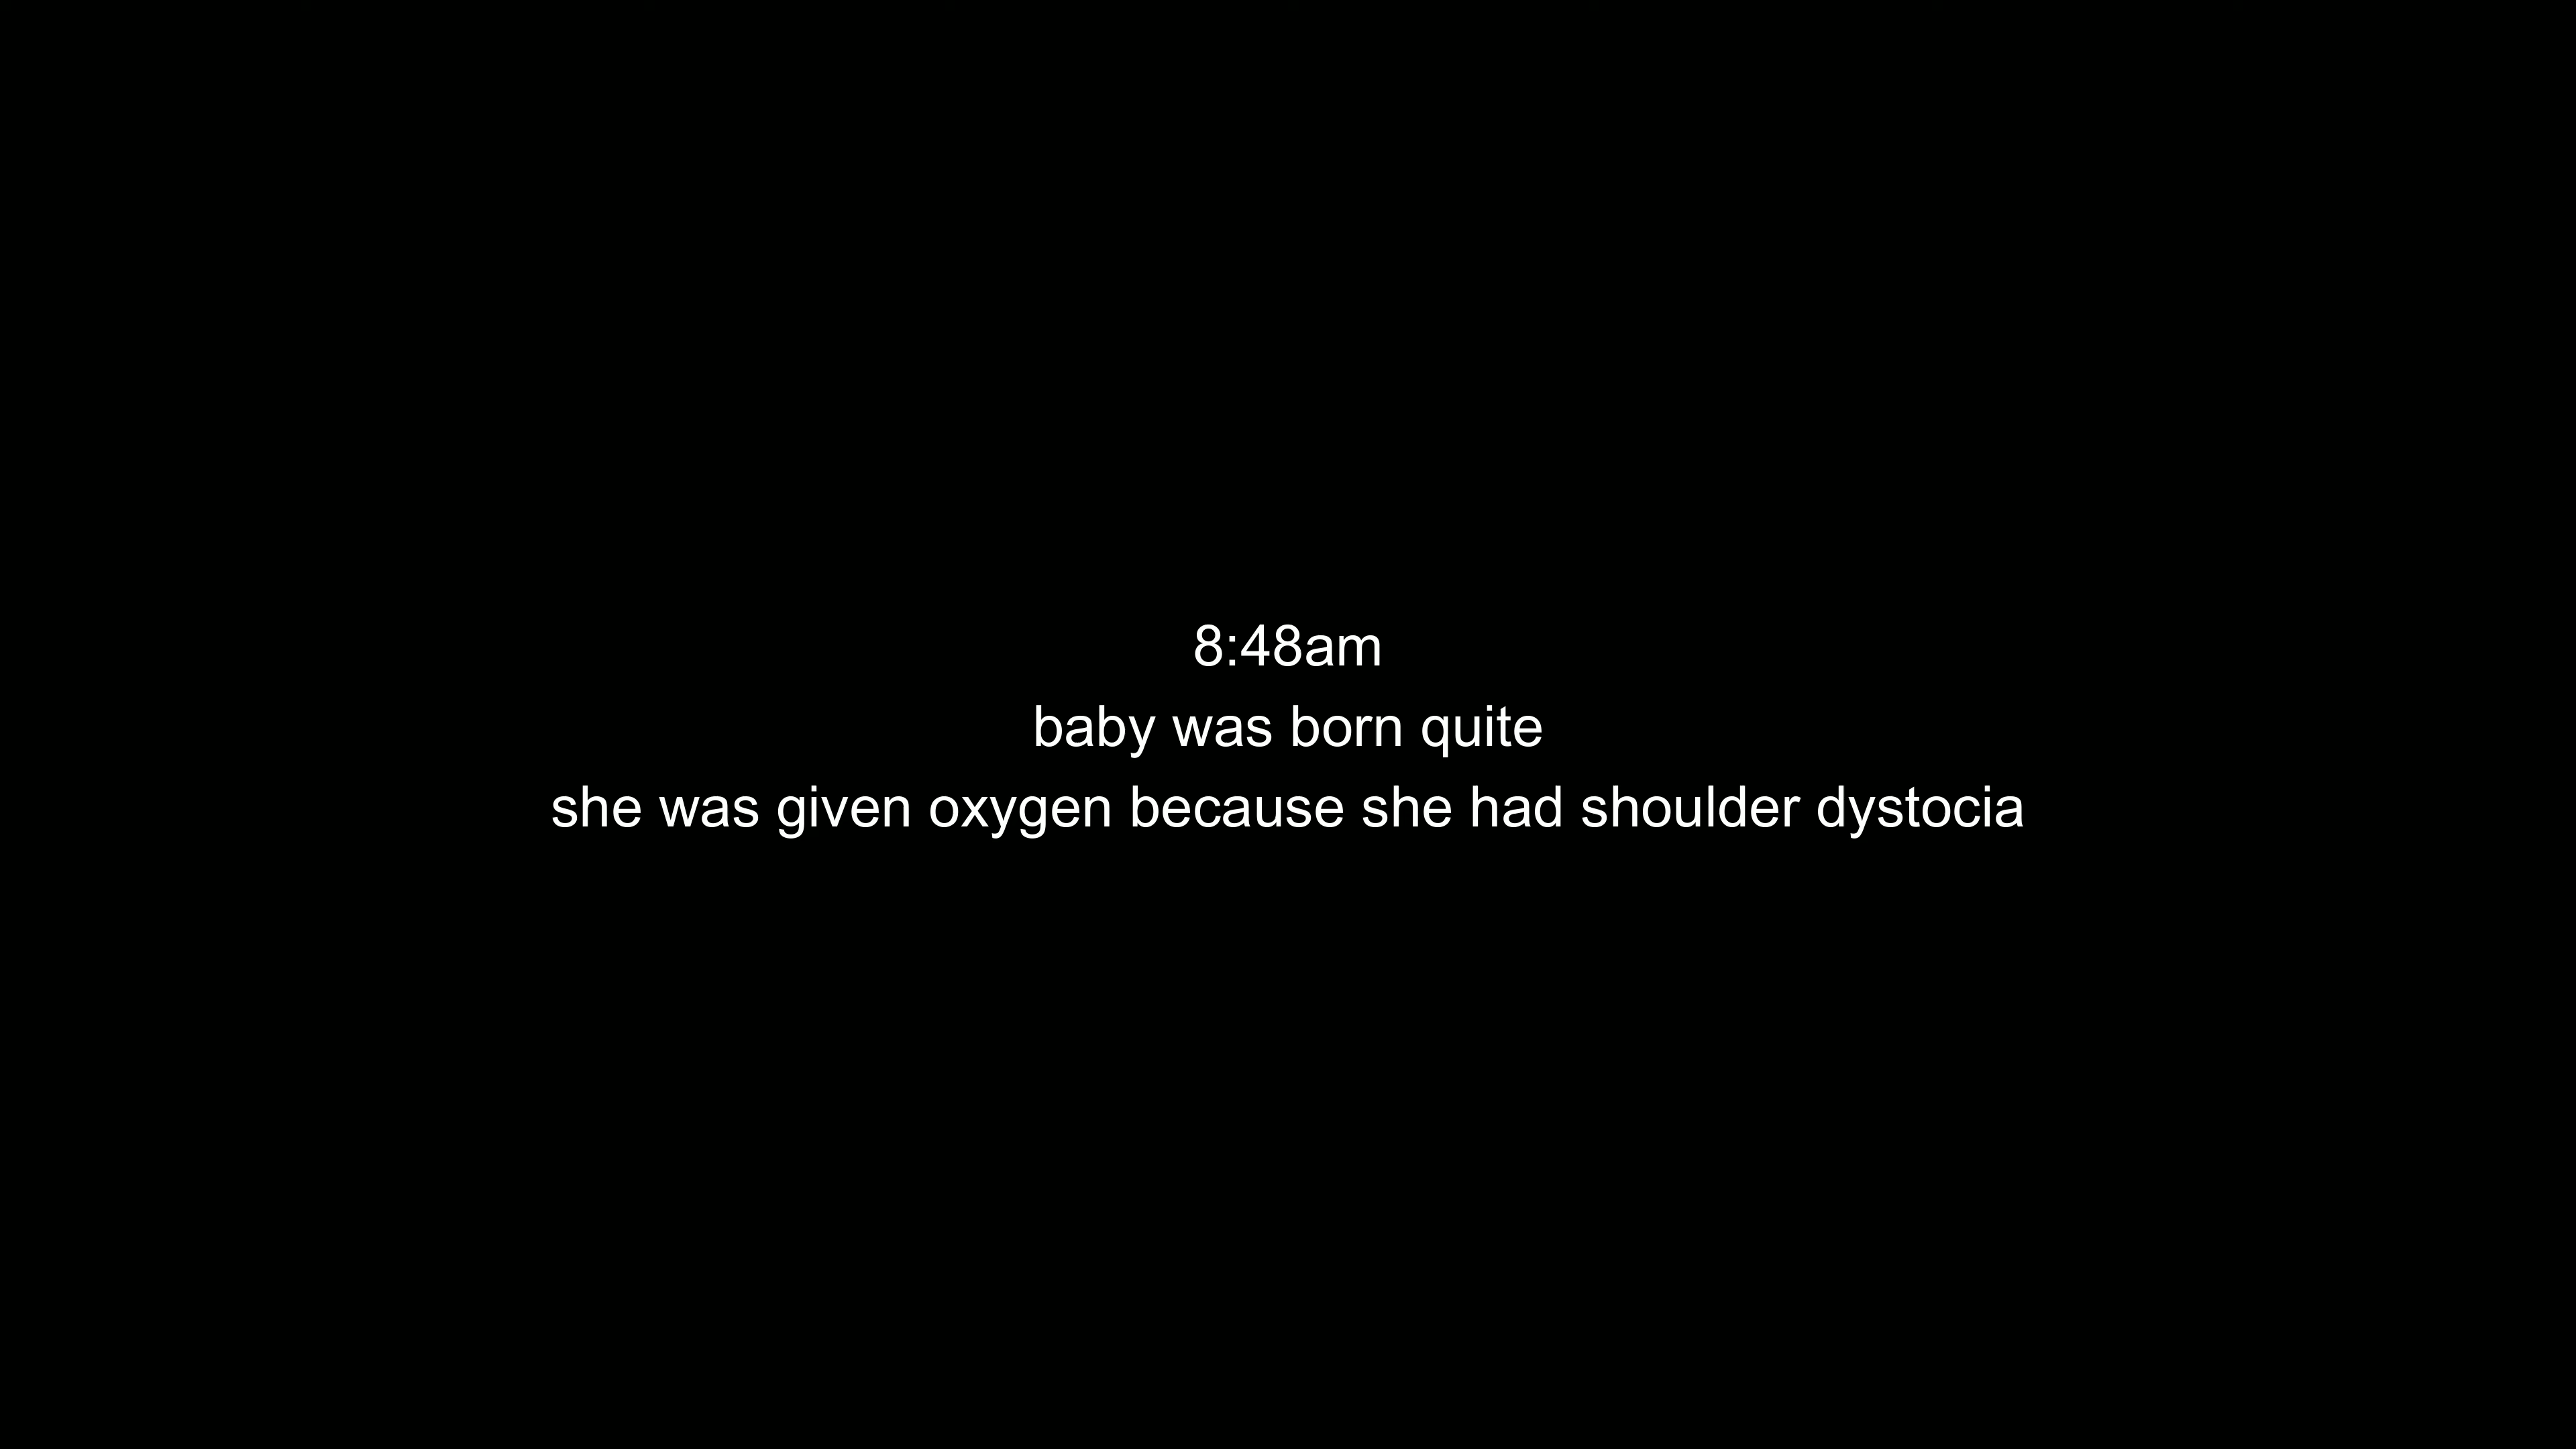 8:48am
baby was born quite
she was given oxygen because she had shoulder dystocia